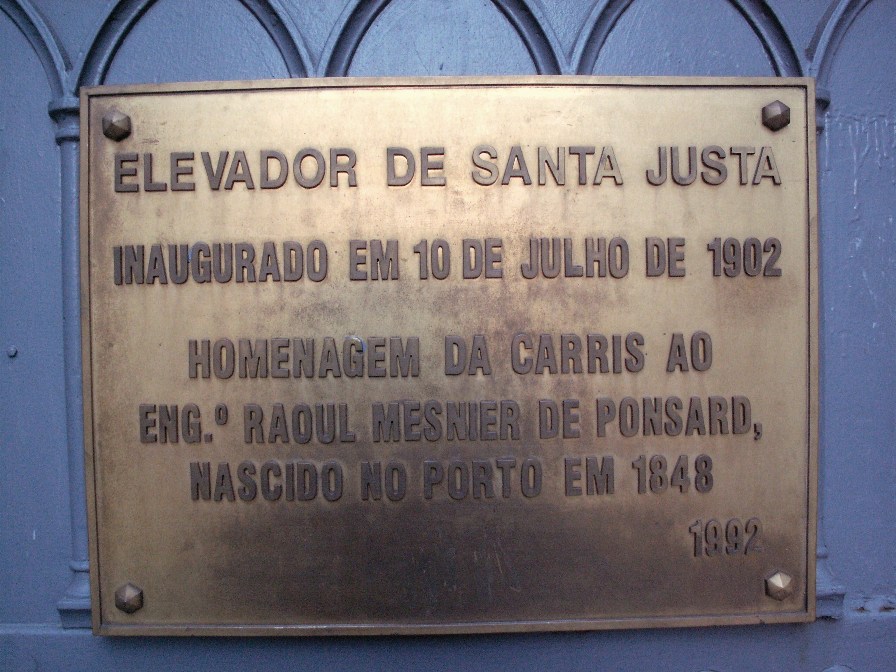 ELEVADOR DE SANTA JUSTA
INAUGURADO EM 10 DE JULHO DE 1902
HOMENAGEM DA CARRIS AO
ENG.º RAOUL MESNIER DE PONSARD,
NASCIDO NO PORTO EM 1848
1992